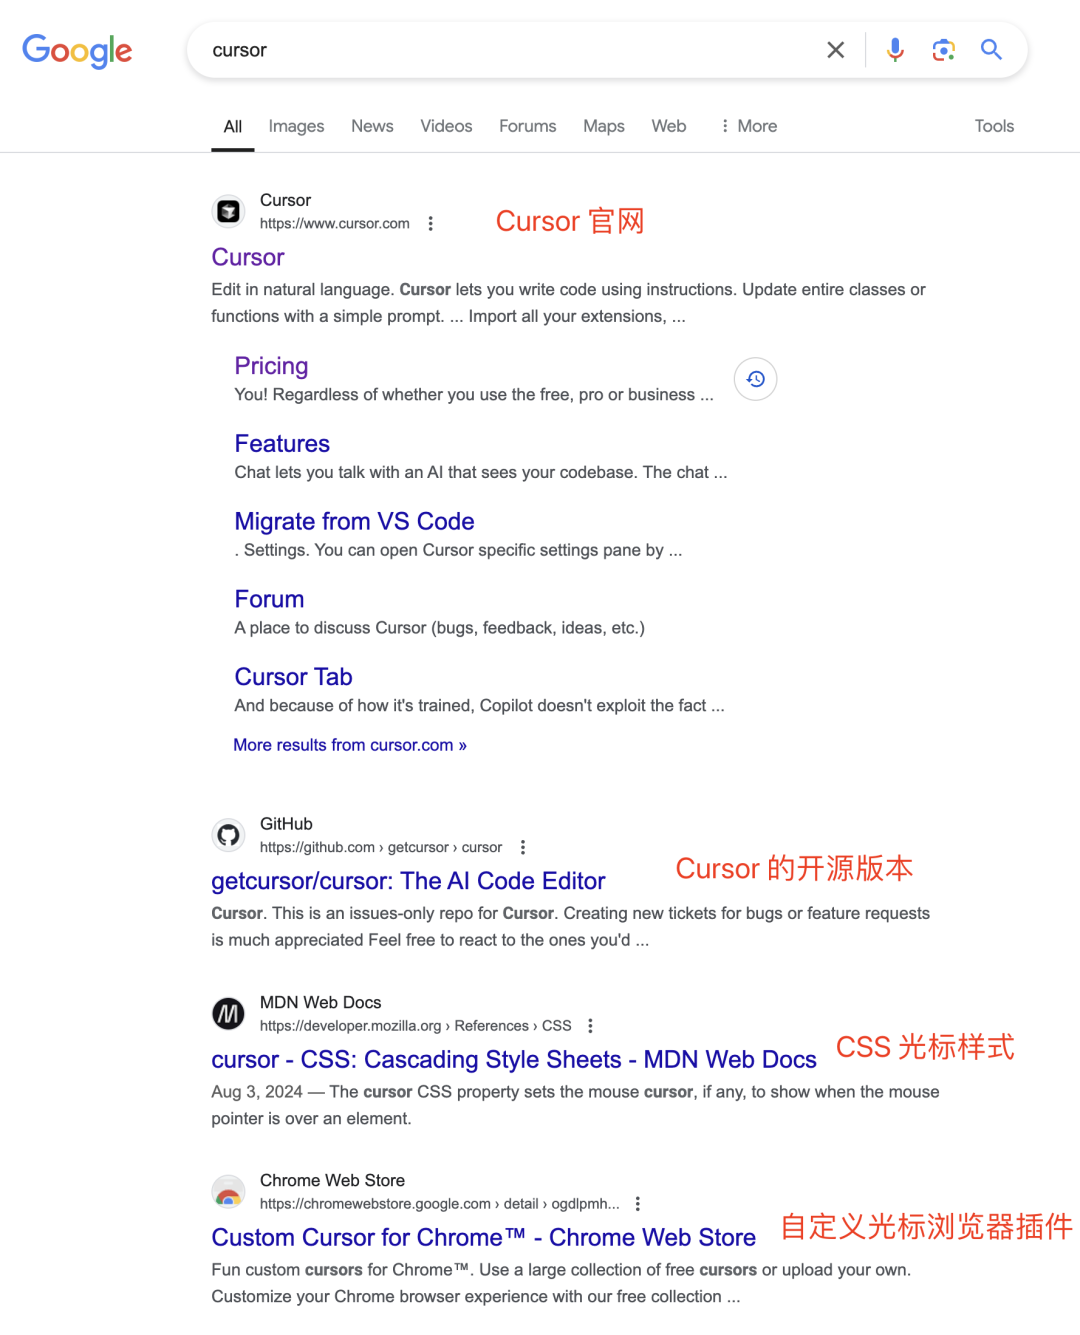 Google
cursor
All Images News Videos Forums Maps Web More Tools
Cursor
https://www.cursor.com
Cursor 官网
Cursor
Edit in natural language. Cursor lets you write code using instructions. Update entire classes or
functions with a simple prompt. ... Import all your extensions, ...
Pricing
You! Regardless of whether you use the free, pro or business ...
Features
Chat lets you talk with an AI that sees your codebase. The chat ...
Migrate from VS Code
. Settings. You can open Cursor specific settings pane by ...
Forum
A place to discuss Cursor (bugs, feedback, ideas, etc.)
Cursor Tab
And because of how it's trained, Copilot doesn't exploit the fact ...
More results from cursor.com »
GitHub
https://github.com › getcursor › cursor
Cursor 的开源版本
getcursor/cursor: The AI Code Editor
Cursor. This is an issues-only repo for Cursor. Creating new tickets for bugs or feature requests
is much appreciated Feel free to react to the ones you'd ...
MDN Web Docs
https://developer.mozilla.org › References › CSS
CSS 光标样式
cursor - CSS: Cascading Style Sheets - MDN Web Docs
Aug 3, 2024 — The cursor CSS property sets the mouse cursor, if any, to show when the mouse
pointer is over an element.
Chrome Web Store
https://chromewebstore.google.com › detail › ogdlpmh...
自定义光标浏览器插件
Custom Cursor for Chrome™ - Chrome Web Store
Fun custom cursors for Chrome™. Use a large collection of free cursors or upload your own.
Customize your Chrome browser experience with our free collection ...